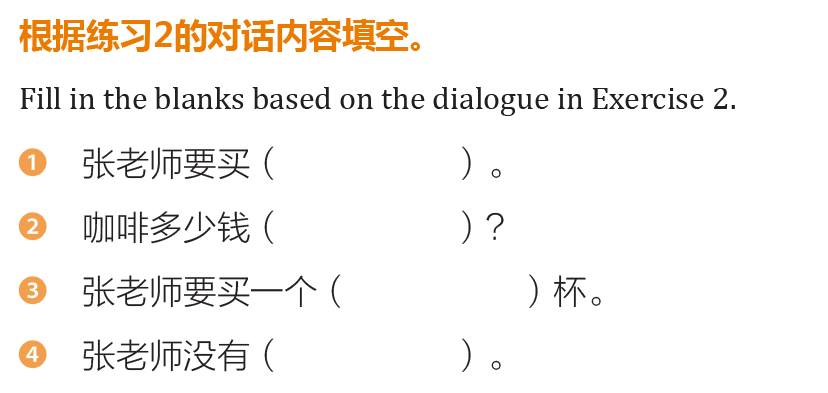 根据练习2的对话内容填空。
Fill in the blanks based on the dialogue in Exercise 2.
1 张老师要买（　　　　　）。
2 咖啡多少钱（　　　　　）？
3 张老师要买一个（　　　　　）杯。
4 张老师没有（　　　　　）。